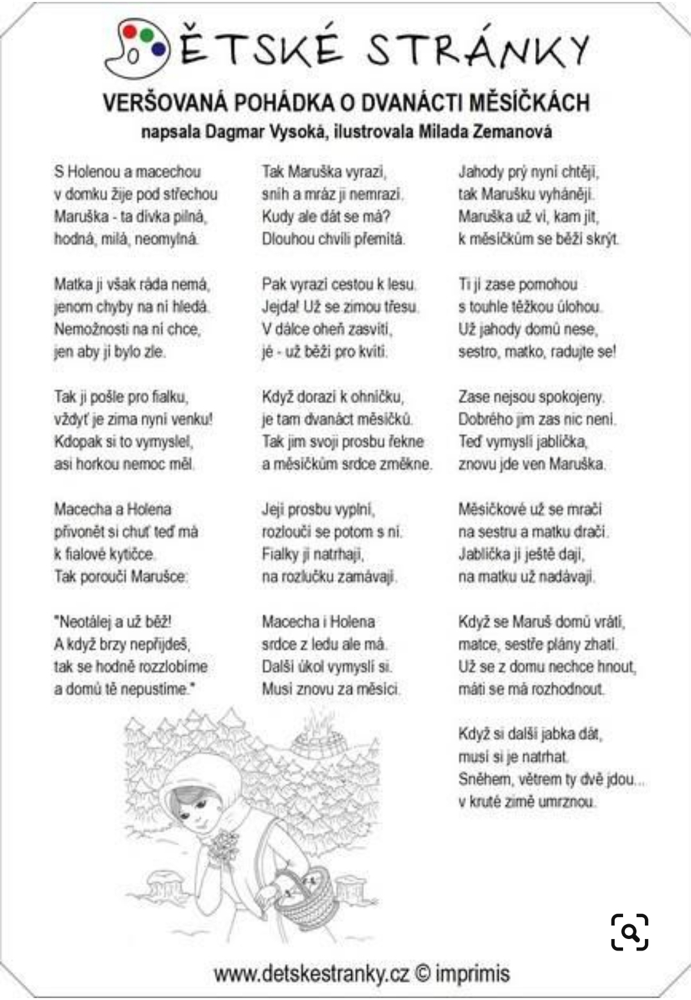 DĚTSKÉ STRÁNKY
VERŠOVANÁ POHÁDKA O DVANÁCTI MĚSÍČKÁCH
napsala Dagmar Vysoká, ilustrovala Milada Zemanová
S Holenou a macechou
v domku žije pod střechou
Maruška - ta dívka pilná,
hodná, milá, neomylná.
Matka ji však ráda nemá,
jenom chyby na ní hledá.
Nemožnosti na ní chce,
jen aby jí bylo zle.
Tak ji pošle pro fialku,
vždyť je zima nyní venku!
Kdopak si to vymyslel,
asi horkou nemoc měl.
Macecha a Holena
přivonět si chuť teď má
k fialové kytičce.
Tak poroučí Marušce:
"Neotálej a už běž!
A když brzy nepřijdeš,
tak se hodně rozzlobíme
a domů tě nepustíme."
Tak Maruška vyrazí,
sníh a mráz ji nemrazí.
Kudy ale dát se má?
Dlouhou chvíli přemítá.
Pak vyrazí cestou k lesu.
Jejda! Už se zimou třesu.
V dálce oheň zasvítí,
jé - už běží pro kvítí.
Když dorazí k ohníčku,
je tam dvanáct měsíčků.
Tak jim svoji prosbu řekne
a měsíčkům srdce změkne.
Její prosbu vyplní,
rozloučí se potom s ní.
Fialky jí natrhají,
na rozlučku zamávají.
Macecha i Holena
srdce z ledu ale má.
Další úkol vymyslí si.
Musí znovu za měsíci.
Jahody prý nyní chtějí,
tak Marušku vyhánějí.
Maruška už ví, kam jít,
k měsíčkům se běží skrýt.
Ti jí zase pomohou
s touhle těžkou úlohou.
Už jahody domů nese,
sestro, matko, radujte se!
Zase nejsou spokojeny.
Dobrého jim zas nic není.
Teď vymyslí jablíčka,
znovu jde ven Maruška.
Měsíčkové už se mračí
na sestru a matku dračí.
Jablíčka jí ještě dají,
na matku už nadávají.
Když se Maruš domů vrátí,
matce, sestře plány zhatí.
Už se z domu nechce hnout,
máti se má rozhodnout.
Když si další jabka dát,
musí si je natrhat.
Sněhem, větrem ty dvě jdou...
v kruté zimě umrznou.
www.detskestranky.cz © imprimis